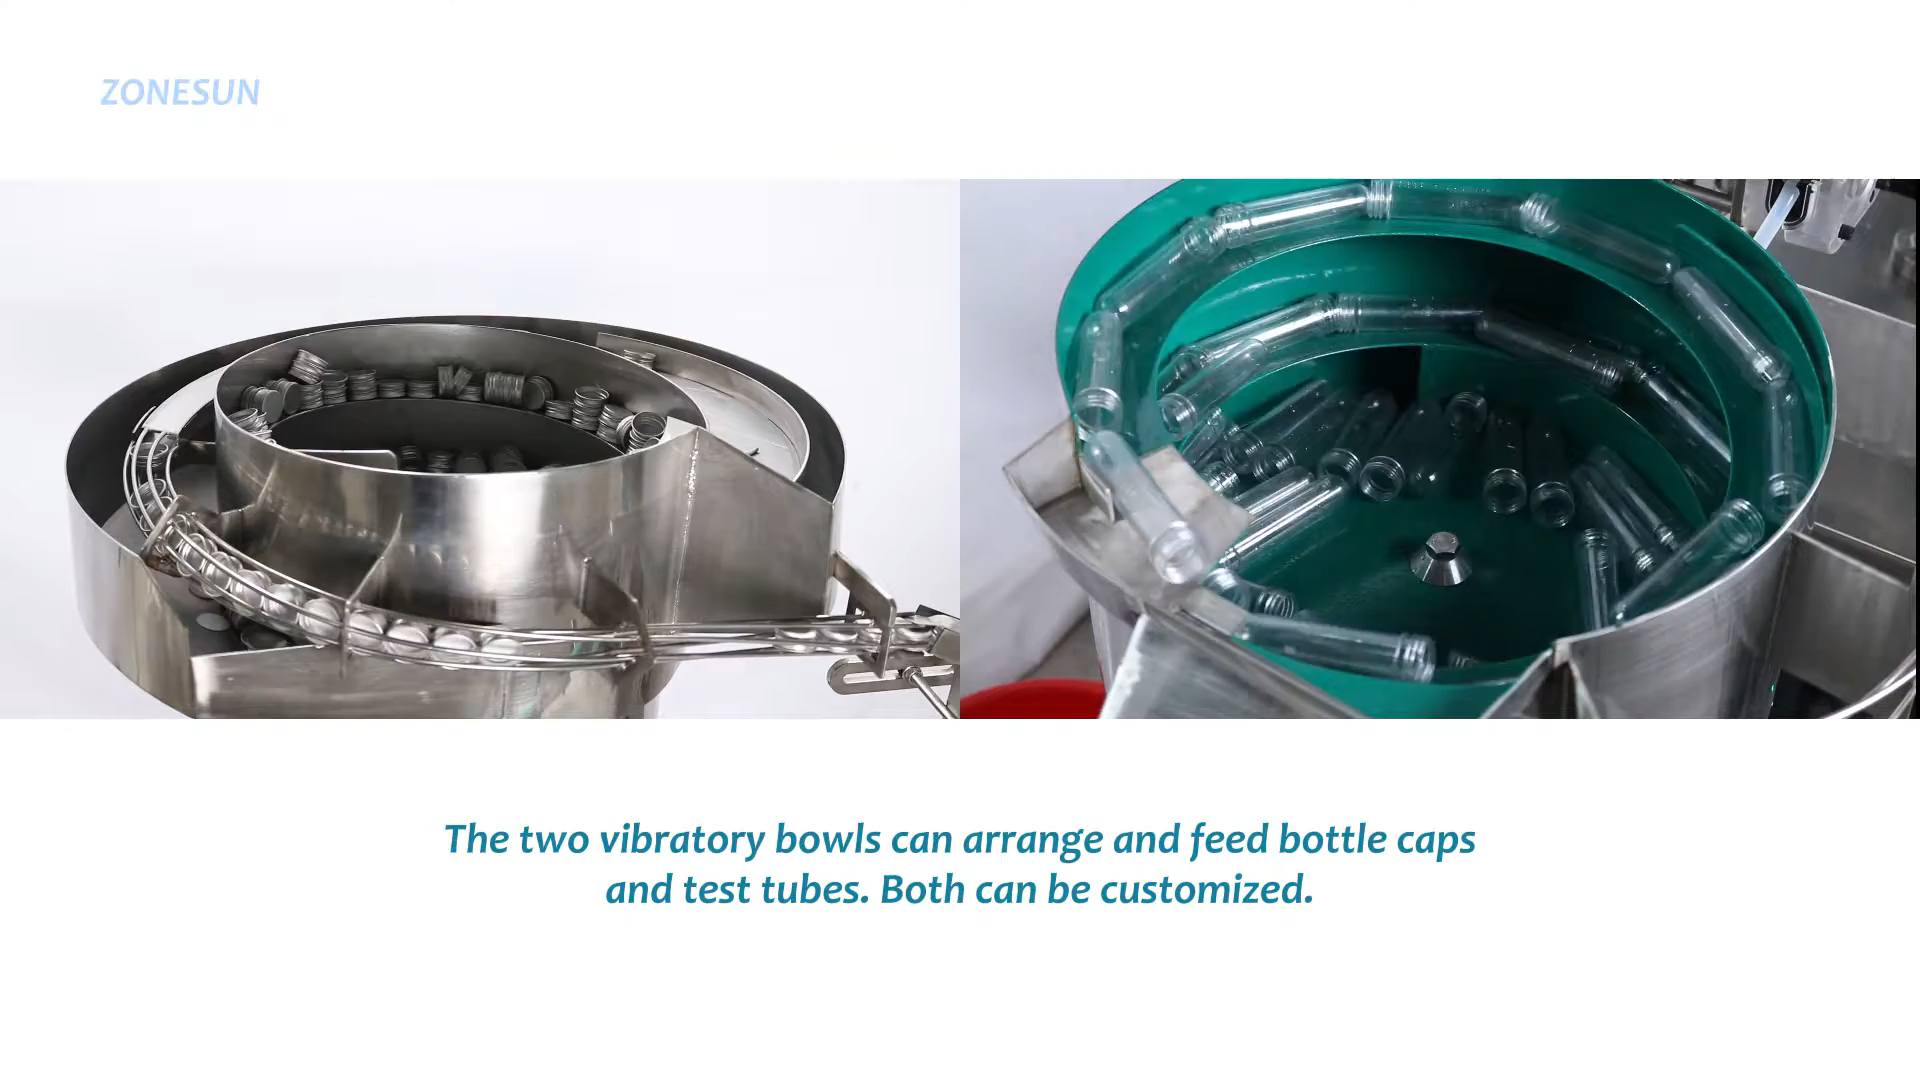 ZONESUN
The two vibratory bowls can arrange and feed bottle caps
and test tubes. Both can be customized.